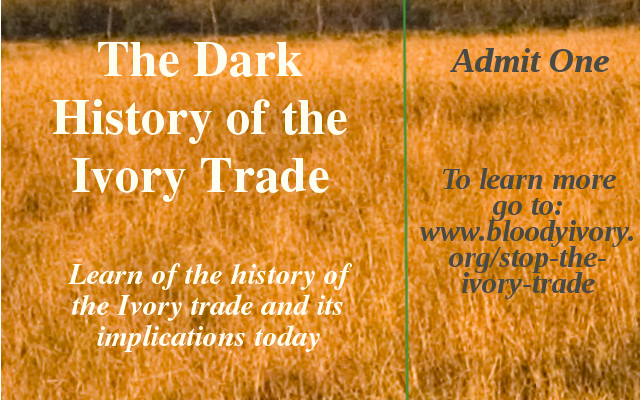 The Dark
History of the
Ivory Trade
Learn of the history of
the Ivory trade and its
implications today
Admit One
To learn more
go to:
www.bloodyivory.
org/stop-the-
ivory-trade